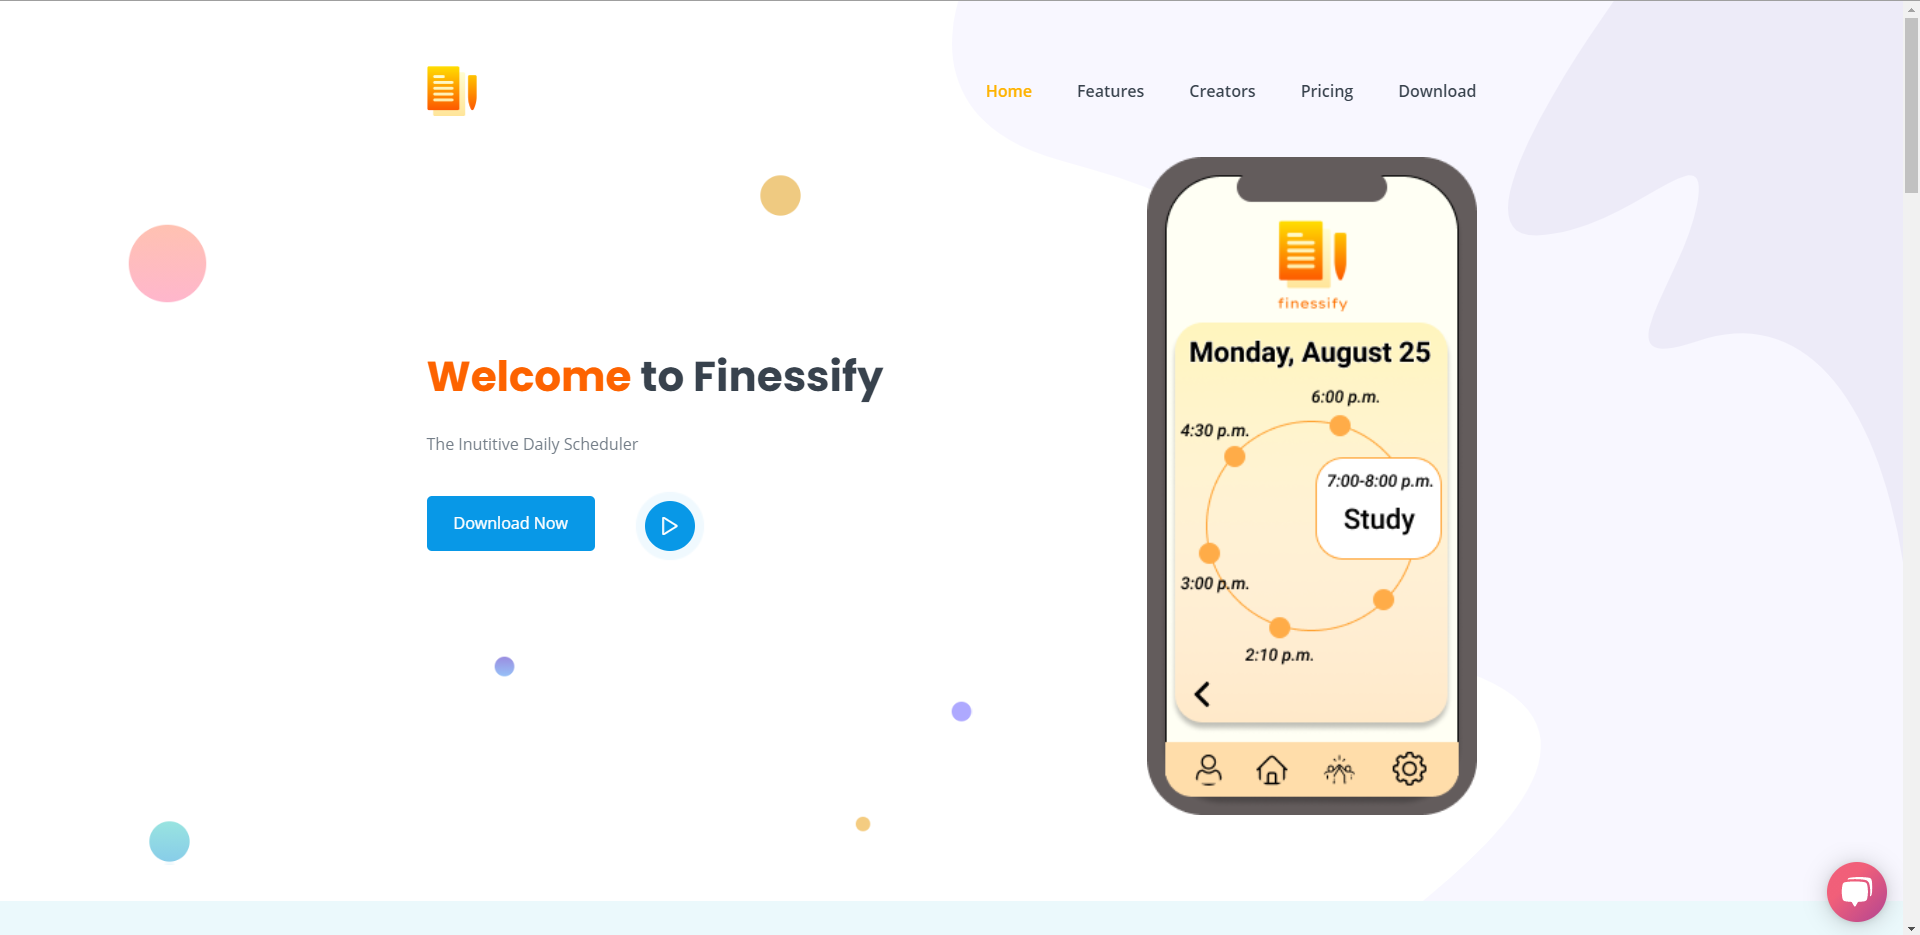 Home Features Creators Pricing Download
Welcome to Finessify
The Inutitive Daily Scheduler
Download Now
finessify
Monday, August 25
6:00 p.m.
4:30 p.m.
7:00-8:00 p.m.
Study
3:00 p.m.
2:10 p.m.